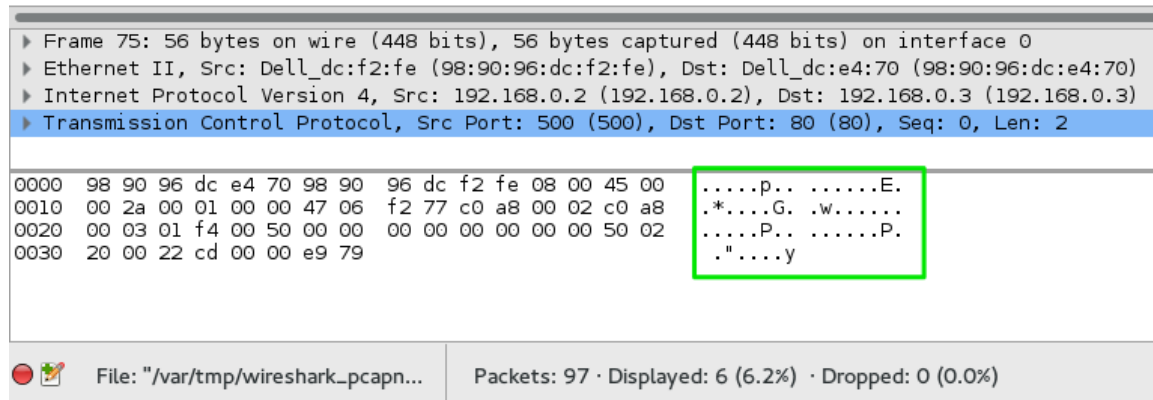 Frame 75: 56 bytes on wire (448 bits), 56 bytes captured (448 bits) on interface 0
Ethernet II, Src: Dell_dc:f2:fe (98:90:96:dc:f2:fe), Dst: Dell_dc:e4:70 (98:90:96:dc:e4:70)
Internet Protocol Version 4, Src: 192.168.0.2 (192.168.0.2), Dst: 192.168.0.3 (192.168.0.3)
Transmission Control Protocol, Src Port: 500 (500), Dst Port: 80 (80), Seq: 0, Len: 2
0000  98 90 96 dc e4 70 98 90  96 dc f2 fe 08 00 45 00  .....p.. ......E.
0010  00 2a 00 01 00 00 47 06  f2 77 c0 a8 00 02 c0 a8  .*....G. .w......
0020  00 03 01 f4 00 50 00 00  00 00 00 00 00 00 50 02  .....P.. ......P.
0030  20 00 22 cd 00 00 e9 79  ."....y
File: "/var/tmp/wireshark_pcapn... Packets: 97 · Displayed: 6 (6.2%) · Dropped: 0 (0.0%)